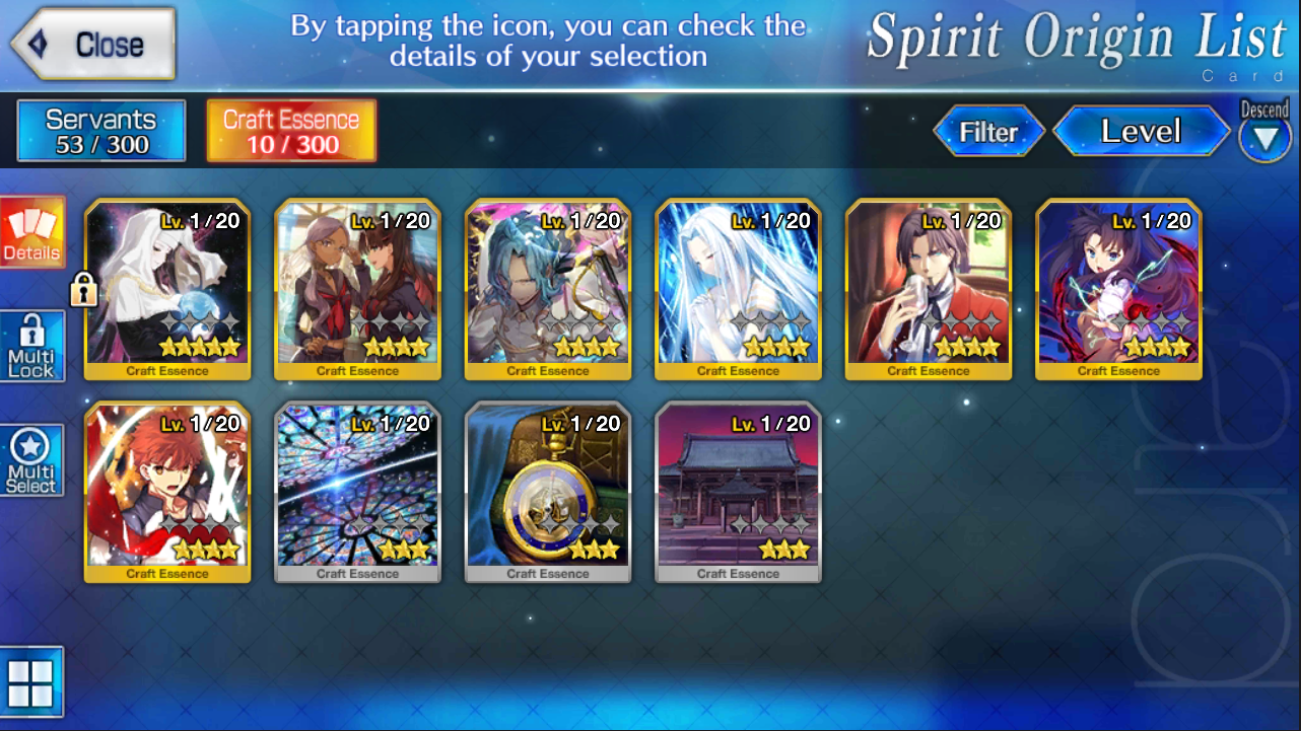 Close
By tapping the icon, you can check the
details of your selection
Spirit Origin List
Card
Servants
53 / 300
Craft Essence
10 / 300
Filter
Level
Descend
Details
Multi
Lock
Multi
Select
Lv. 1/20
Lv. 1/20
Lv. 1/20
Lv. 1/20
Lv. 1/20
Lv. 1/20
Craft Essence
Craft Essence
Craft Essence
Craft Essence
Craft Essence
Craft Essence
Lv. 1/20
Lv. 1/20
Lv. 1/20
Lv. 1/20
Craft Essence
Craft Essence
Craft Essence
Craft Essence